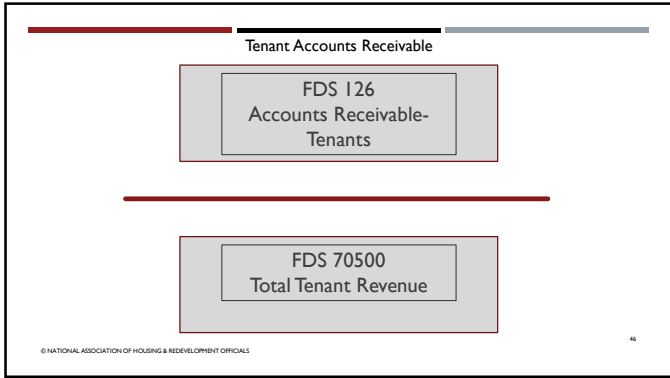 Tenant Accounts Receivable
FDS 126
Accounts Receivable-
Tenants
FDS 70500
Total Tenant Revenue
46
© NATIONAL ASSOCIATION OF HOUSING & REDEVELOPMENT OFFICIALS